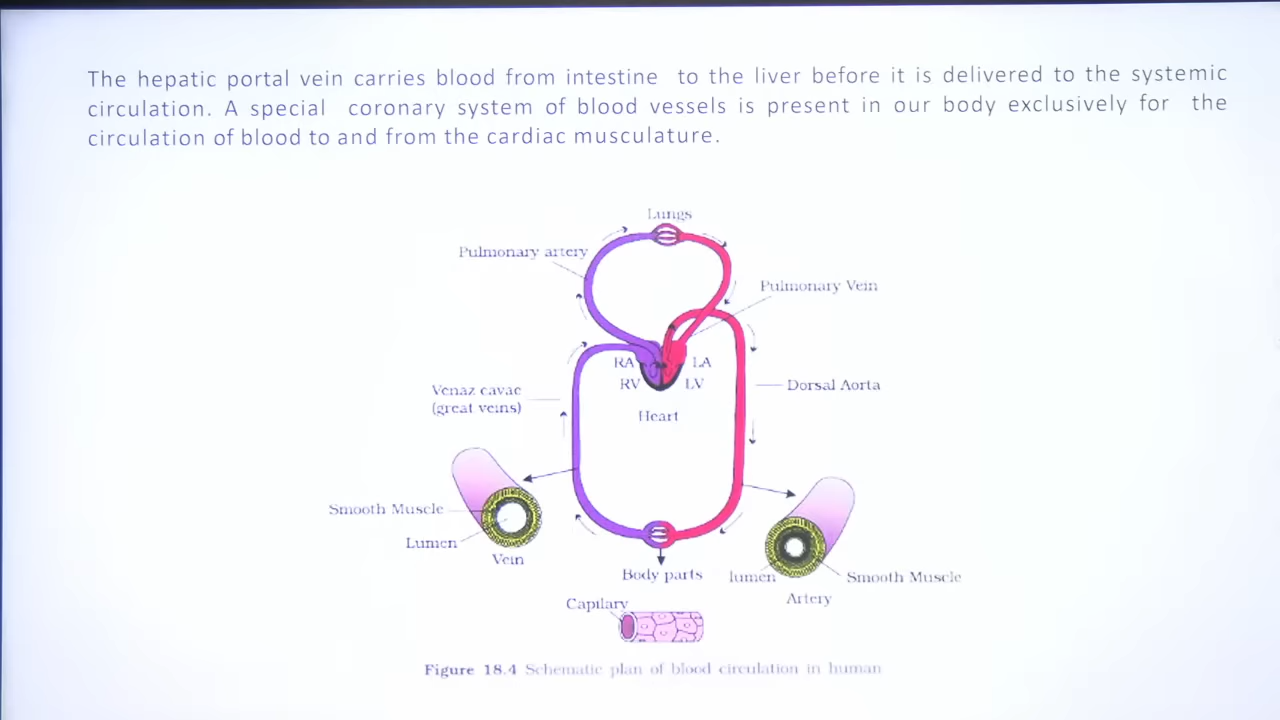 The hepatic portal vein carries blood from intestine to the liver before it is delivered to the systemic
circulation. A special coronary system of blood vessels is present in our body exclusively for the
circulation of blood to and from the cardiac musculature.
Lungs
Pulmonary artery
Pulmonary Vein
RA
LA
RV
LV
Venaz cavac
(great veins)
Dorsal Aorta
Heart
Smooth Muscle
Lumen
Vein
Body parts
lumen
Smooth Muscle
Artery
Capilary
Figure 18.4 Schematic plan of blood circulation in human